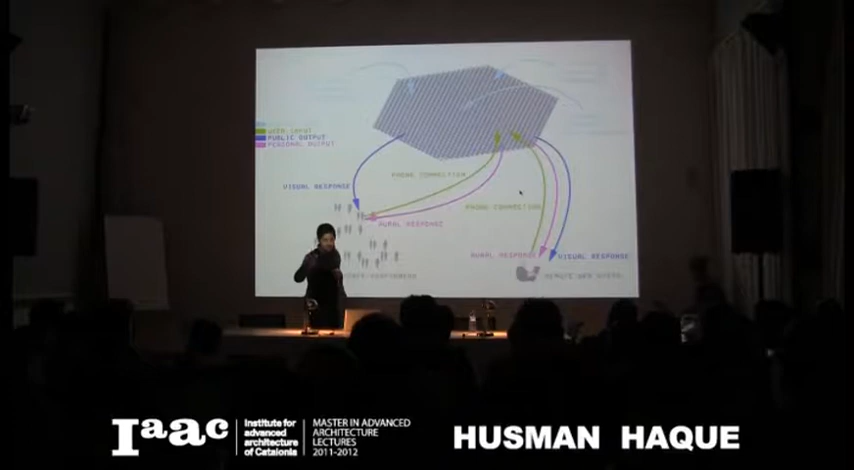 USER INPUT
PUBLIC OUTPUT
PERSONAL OUTPUT
PHONE CONNECTION
VISUAL RESPONSE
PHONE CONNECTION
AURAL RESPONSE
AURAL RESPONSE
VISUAL RESPONSE
REMOTE WEB USERS
Iaac
Institute for
advanced
architecture
of Catalonia
MASTER IN ADVANCED
ARCHITECTURE
LECTURES
2011-2012
HUSMAN HAQUE